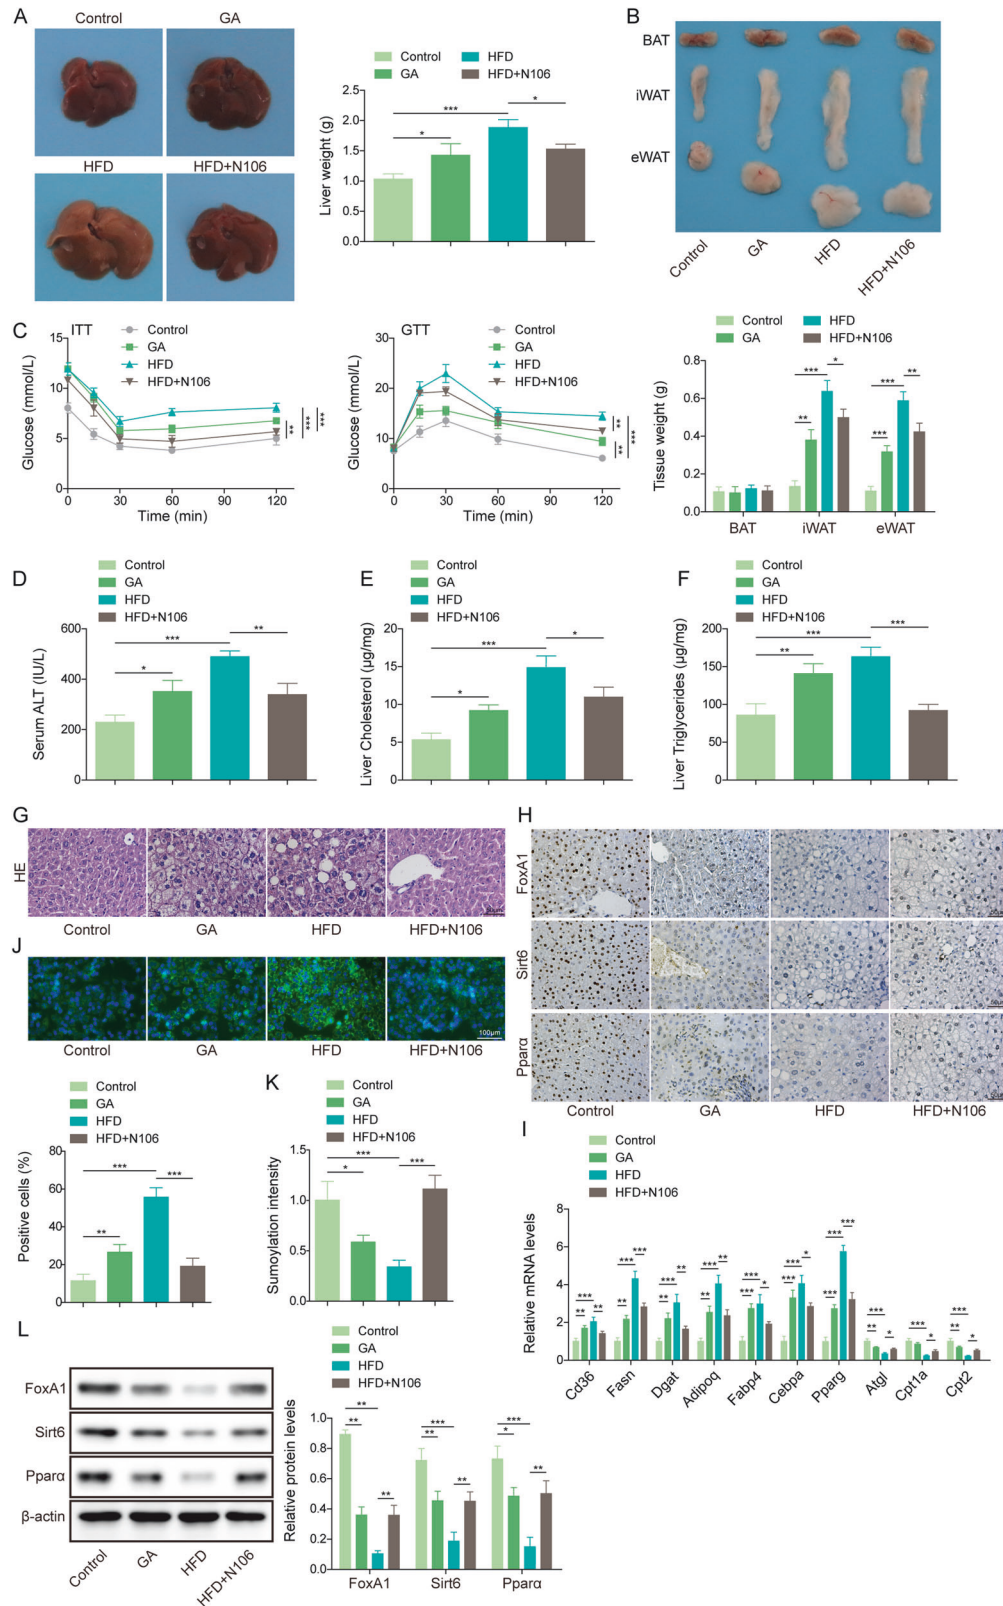 A
Control
GA
HFD
HFD+N106
Control
HFD
GA
HFD+N106
Liver weight (g)
2.5
2.0
1.5
1.0
0.5
0.0
*
***
*
B
BAT
iWAT
eWAT
Control
GA
HFD
HFD+N106
Control
HFD
GA
HFD+N106
Tissue weight (g)
0.8
0.6
0.4
0.2
0.0
**
***
*
***
***
**
BAT
iWAT
eWAT
C
ITT
Control
GA
HFD
HFD+N106
Glucose (mmol/L)
15
10
5
0
0
30
60
90
120
Time (min)
**
***
***
GTT
Control
GA
HFD
HFD+N106
Glucose (mmol/L)
30
20
10
0
0
30
60
90
120
Time (min)
**
**
***
D
Control
GA
HFD
HFD+N106
Serum ALT (IU/L)
600
400
200
0
*
***
**
E
Control
GA
HFD
HFD+N106
Liver Cholesterol (µg/mg)
20
15
10
5
0
*
***
*
F
Control
GA
HFD
HFD+N106
Liver Triglycerides (µg/mg)
200
150
100
50
0
**
***
***
G
HE
Control
GA
HFD
HFD+N106
H
FoxA1
Sirt6
Pparα
Control
GA
HFD
HFD+N106
J
100µm
Control
GA
HFD
HFD+N106
Control
GA
HFD
HFD+N106
Positive cells (%)
80
60
40
20
0
**
***
***
K
Control
GA
HFD
HFD+N106
Sumoylation intensity
1.5
1.0
0.5
0.0
*
***
***
I
Control
GA
HFD
HFD+N106
Relative mRNA levels
8
6
4
2
0
Cd36
Fasn
Dgat
Adipoq
Fabp4
Cebpa
Pparg
Atgl
Cpt1a
Cpt2
L
FoxA1
Sirt6
Pparα
β-actin
Control
GA
HFD
HFD+N106
Control
GA
HFD
HFD+N106
Relative protein levels
1.0
0.8
0.6
0.4
0.2
0.0
**
**
**
***
**
**
***
*
**
FoxA1
Sirt6
Pparα